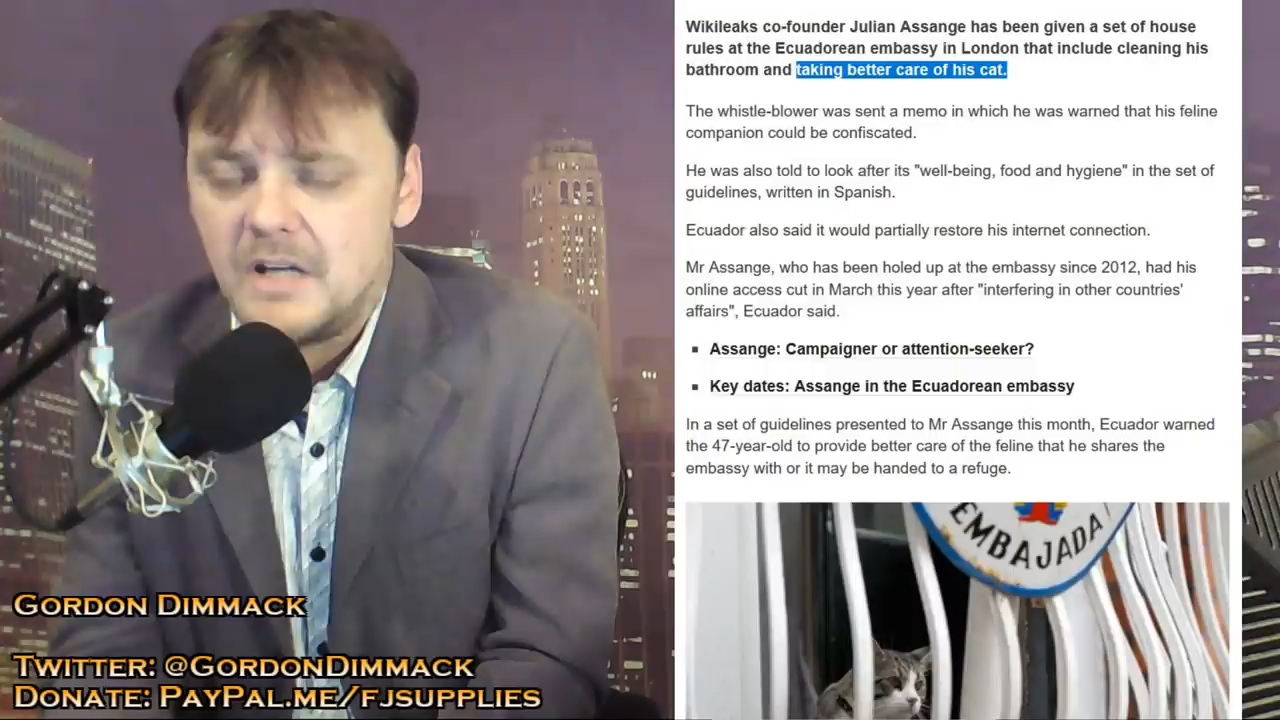 Wikileaks co-founder Julian Assange has been given a set of house
rules at the Ecuadorean embassy in London that include cleaning his
bathroom and taking better care of his cat.
The whistle-blower was sent a memo in which he was warned that his feline
companion could be confiscated.
He was also told to look after its "well-being, food and hygiene" in the set of
guidelines, written in Spanish.
Ecuador also said it would partially restore his internet connection.
Mr Assange, who has been holed up at the embassy since 2012, had his
online access cut in March this year after "interfering in other countries'
affairs", Ecuador said.
Assange: Campaigner or attention-seeker?
Key dates: Assange in the Ecuadorean embassy
In a set of guidelines presented to Mr Assange this month, Ecuador warned
the 47-year-old to provide better care of the feline that he shares the
embassy with or it may be handed to a refuge.
EMBAJADA
Gordon Dimmack
Twitter: @GordonDimmack
Donate: PayPal.me/fjsupplies